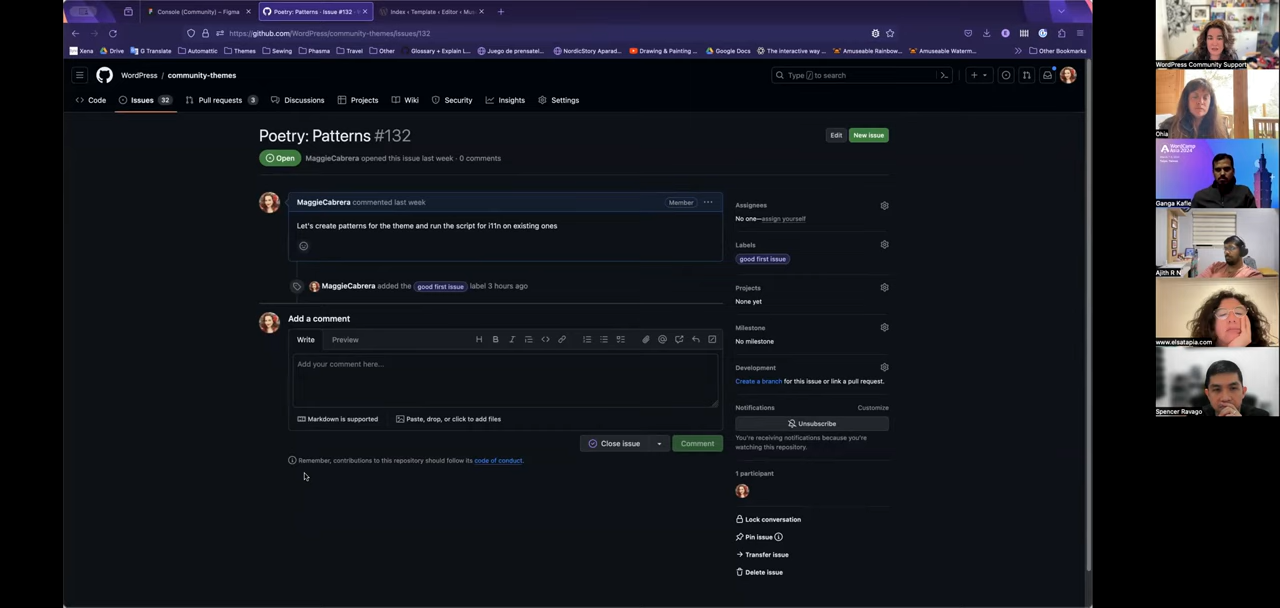 Console (Community) – Figma
Poetry: Patterns · Issue #132 ·
Index ‹ Template ‹ Editor ‹ Mu
https://github.com/WordPress/community-themes/issues/132
Xena
Drive
G Translate
Automattic
Themes
Sewing
Phasma
Travel
Other
Glossary + Explain L...
Juego de prensatel...
NordicStory Aparad...
Drawing & Painting ...
Google Docs
The interactive way ...
Amuseable Rainbow...
Amuseable Waterm...
Other Bookmarks
WordPress / community-themes
Type / to search
Code
Issues 32
Pull requests 3
Discussions
Projects
Wiki
Security
Insights
Settings
Poetry: Patterns #132
Edit
New issue
Open
MaggieCabrera opened this issue last week · 0 comments
MaggieCabrera commented last week
Member
Let's create patterns for the theme and run the script for i11n on existing ones
MaggieCabrera added the good first issue label 3 hours ago
Add a comment
Write
Preview
Add your comment here...
Markdown is supported
Paste, drop, or click to add files
Close issue
Comment
Remember, contributions to this repository should follow its code of conduct.
Assignees
No one—assign yourself
Labels
good first issue
Projects
None yet
Milestone
No milestone
Development
Create a branch for this issue or link a pull request.
Notifications
Customize
Unsubscribe
You're receiving notifications because you're
watching this repository.
1 participant
Lock conversation
Pin issue
Transfer issue
Delete issue
WordPress Community Support
Ohia
WordCamp
Asia 2024
Ganga Kafle
Ajith R N
www.elsatapia.com
Spencer Ravago